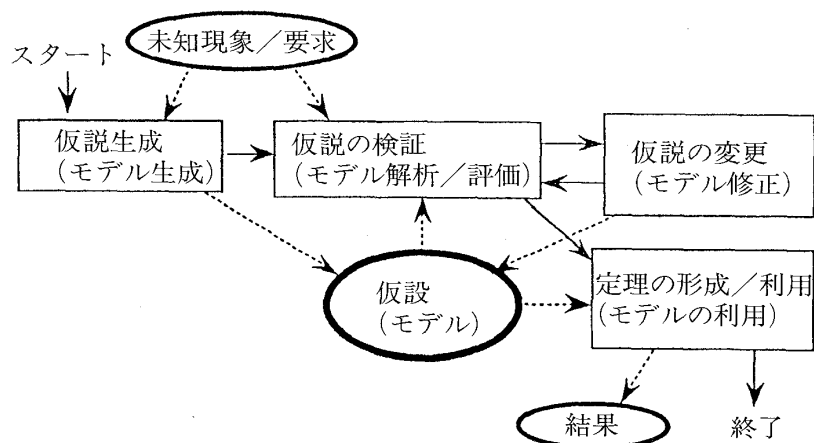 未知現象／要求
スタート
仮説生成
(モデル生成)
仮説の検証
(モデル解析／評価)
仮説の変更
(モデル修正)
仮設
(モデル)
定理の形成／利用
(モデルの利用)
結果
終了